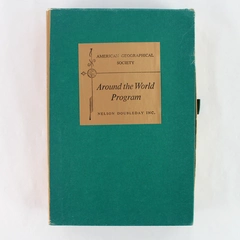 AMERICAN GEOGRAPHICAL
SOCIETY
Around the World
Program
NELSON DOUBLEDAY INC.